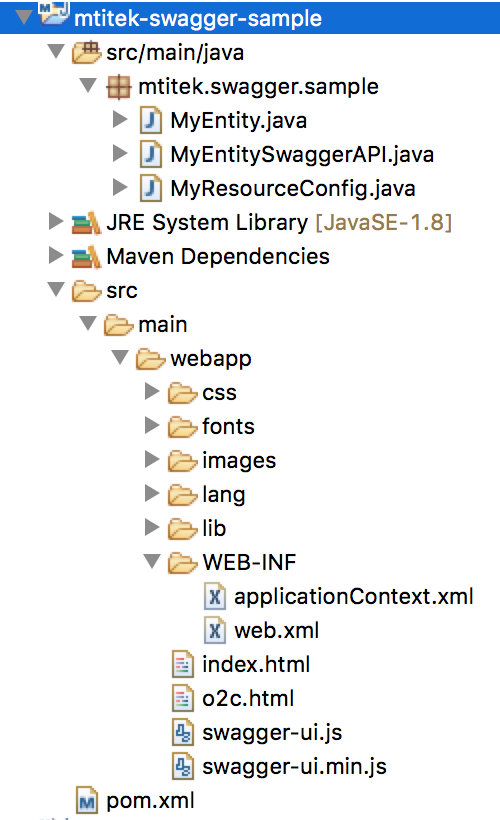 mtitek-swagger-sample
src/main/java
mtitek.swagger.sample
MyEntity.java
MyEntitySwaggerAPI.java
MyResourceConfig.java
JRE System Library [JavaSE-1.8]
Maven Dependencies
src
main
webapp
css
fonts
images
lang
lib
WEB-INF
applicationContext.xml
web.xml
index.html
o2c.html
swagger-ui.js
swagger-ui.min.js
pom.xml